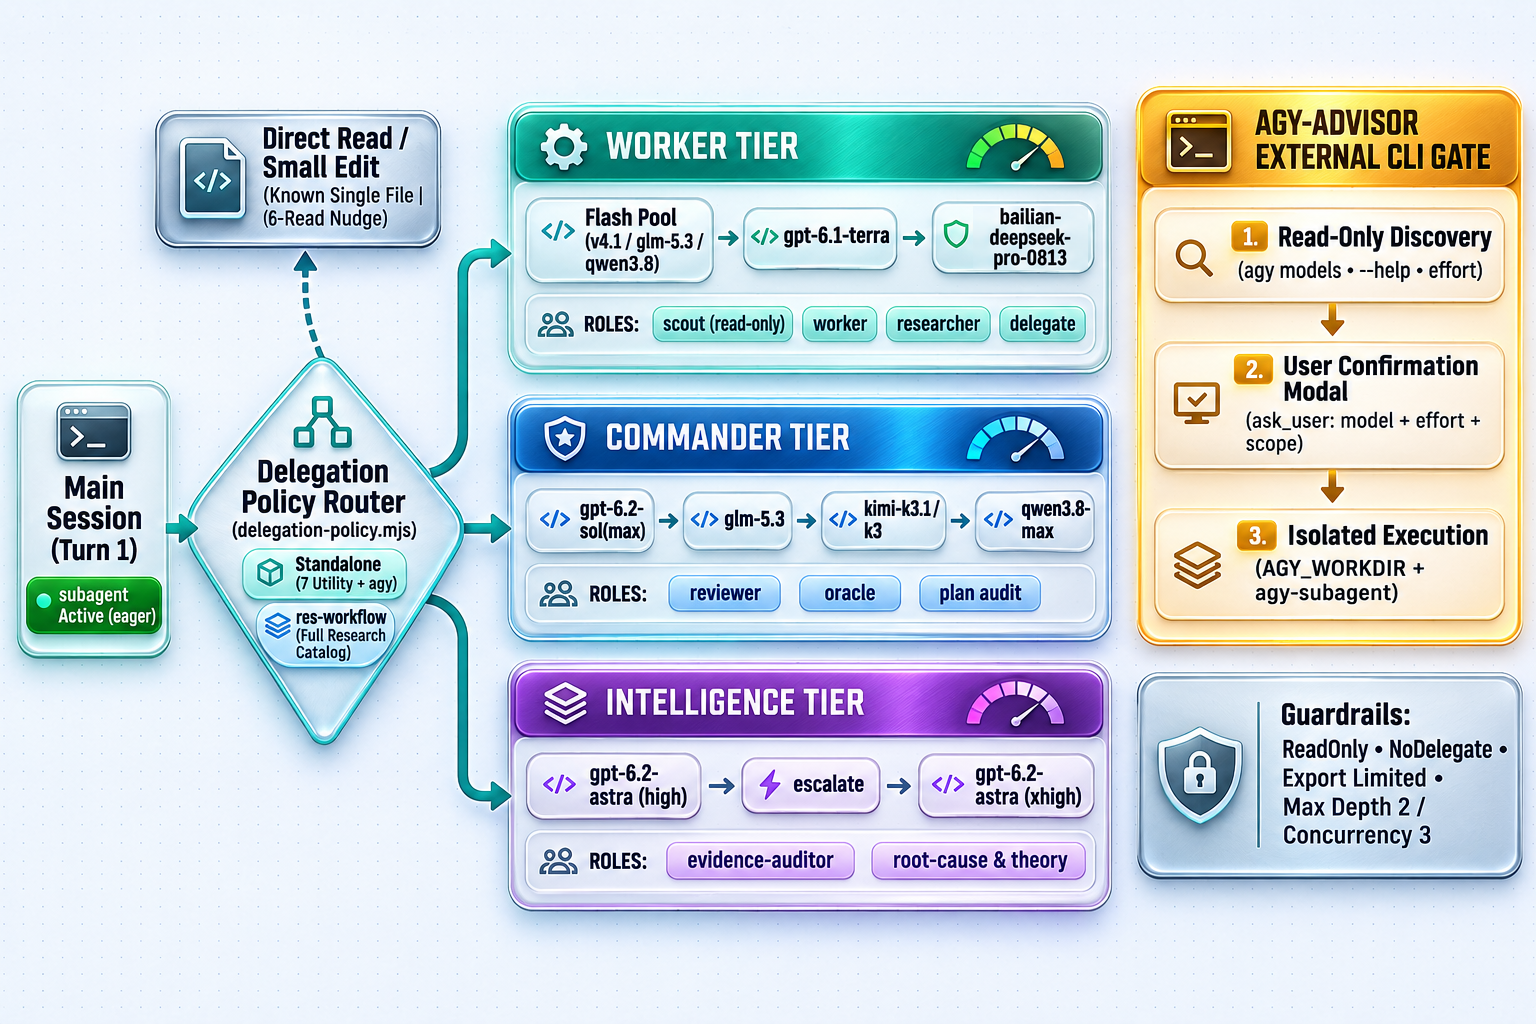 Direct Read /
Small Edit
(Known Single File |
(6-Read Nudge)
Main
Session
(Turn 1)
subagent
Active (eager)
Delegation
Policy Router
(delegation-policy.mjs)
Standalone
(7 Utility + agy)
res-workflow
(Full Research
Catalog)
WORKER TIER
Flash Pool
(v4.1 / glm-5.3 /
qwen3.8)
gpt-6.1-terra
bailian-
deepseek-
pro-0813
ROLES:
scout (read-only)
worker
researcher
delegate
COMMANDER TIER
gpt-6.2-
sol(max)
glm-5.3
kimi-k3.1/
k3
qwen3.8-
max
ROLES:
reviewer
oracle
plan audit
INTELLIGENCE TIER
gpt-6.2-
astra (high)
escalate
gpt-6.2-
astra (xhigh)
ROLES:
evidence-auditor
root-cause & theory
AGY-ADVISOR
EXTERNAL CLI GATE
1. Read-Only Discovery
(agy models • --help • effort)
2. User Confirmation
Modal
(ask_user: model + effort +
scope)
3. Isolated Execution
(AGY_WORKDIR +
agy-subagent)
Guardrails:
ReadOnly • NoDelegate •
Export Limited •
Max Depth 2 /
Concurrency 3